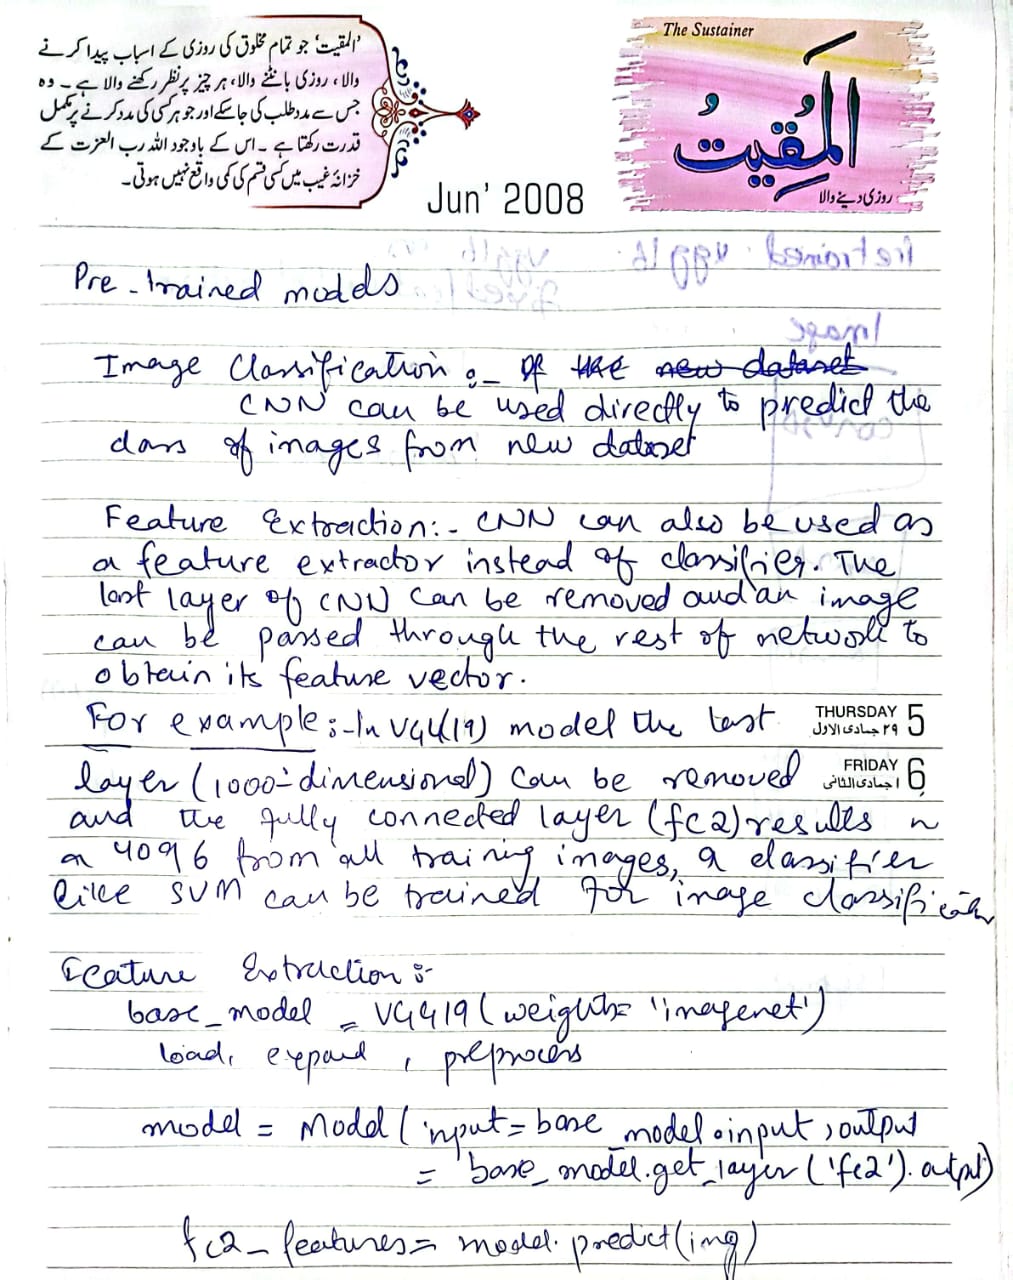 'المقیت' جو تمام مخلوق کی روزی کے اسباب پیدا کرنے
والا، روزی بانٹنے والا، ہر چیز پر نظر رکھنے والا ہے۔ وہ
جس سے مدد طلب کی جاسکے اور جو ہر کسی کی مدد کرنے پر مکمل
قدرت رکھتا ہے۔ اس کے باوجود اللہ رب العزت کے
خزانۂ غیب میں کسی قسم کی کمی واقع نہیں ہوتی۔
Jun' 2008
The Sustainer
المُقِيتُ
روزی دینے والا
Pre-trained models
Image Classification :- If the new dataset
CNN can be used directly to predict the
class of images from new dataset
Feature Extraction:- CNN can also be used as
a feature extractor instead of classifier. The
last layer of CNN can be removed and an image
can be passed through the rest of network to
obtain its feature vector.
For example :- In VGG(19) model the last
THURSDAY 5
۲۹ جمادی الاول
layer (1000-dimensional) can be removed
FRIDAY 6
۱ جمادی الثانی
and the fully connected layer (fc2) results
a 4096 from all training images, a classifier
like SVM can be trained for image classification
Feature Extraction :-
base_model = VGG19(weights= 'imagenet')
load, expand, preprocess
model = Model ( input = base_model.input, output
= base_model.get_layer('fc2').output)
fc2_features = model.predict(img)